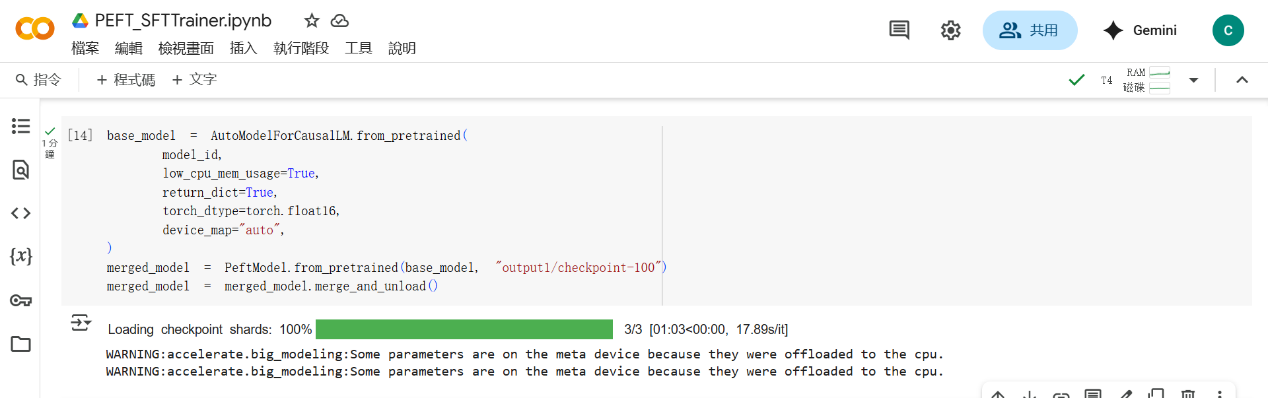 PEFT_SFTTrainer.ipynb
檔案 編輯 檢視畫面 插入 執行階段 工具 說明
共用
Gemini
C
指令 + 程式碼 + 文字
T4
RAM
磁碟
1 分鐘
[14]
base_model = AutoModelForCausalLM.from_pretrained(
model_id,
low_cpu_mem_usage=True,
return_dict=True,
torch_dtype=torch.float16,
device_map="auto",
)
merged_model = PeftModel.from_pretrained(base_model, "output1/checkpoint-100")
merged_model = merged_model.merge_and_unload()
Loading checkpoint shards: 100% 3/3 [01:03<00:00, 17.89s/it]
WARNING:accelerate.big_modeling:Some parameters are on the meta device because they were offloaded to the cpu.
WARNING:accelerate.big_modeling:Some parameters are on the meta device because they were offloaded to the cpu.